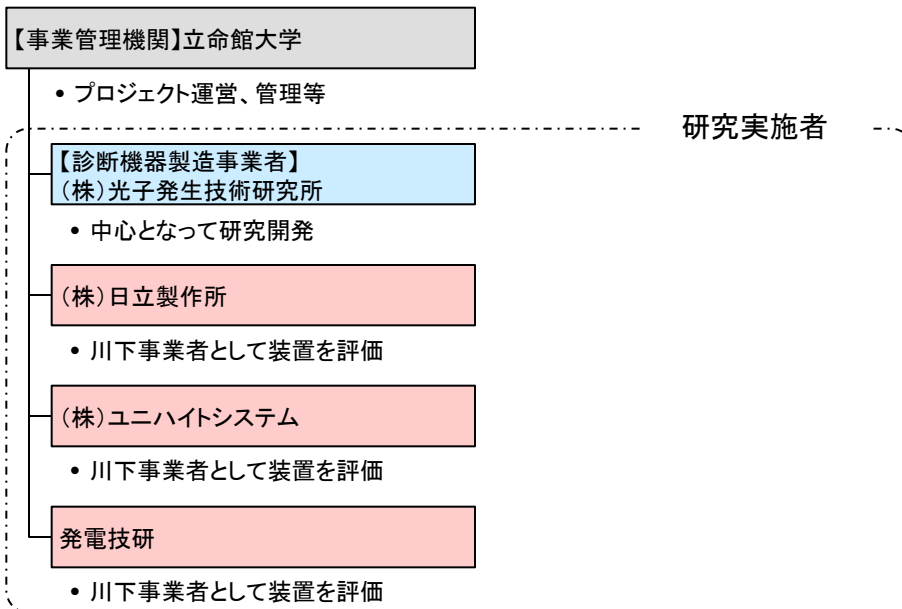 【事業管理機関】立命館大学
• プロジェクト運営、管理等
研究実施者
【診断機器製造事業者】
（株）光子発生技術研究所
• 中心となって研究開発
（株）日立製作所
• 川下事業者として装置を評価
（株）ユニハイトシステム
• 川下事業者として装置を評価
発電技研
• 川下事業者として装置を評価